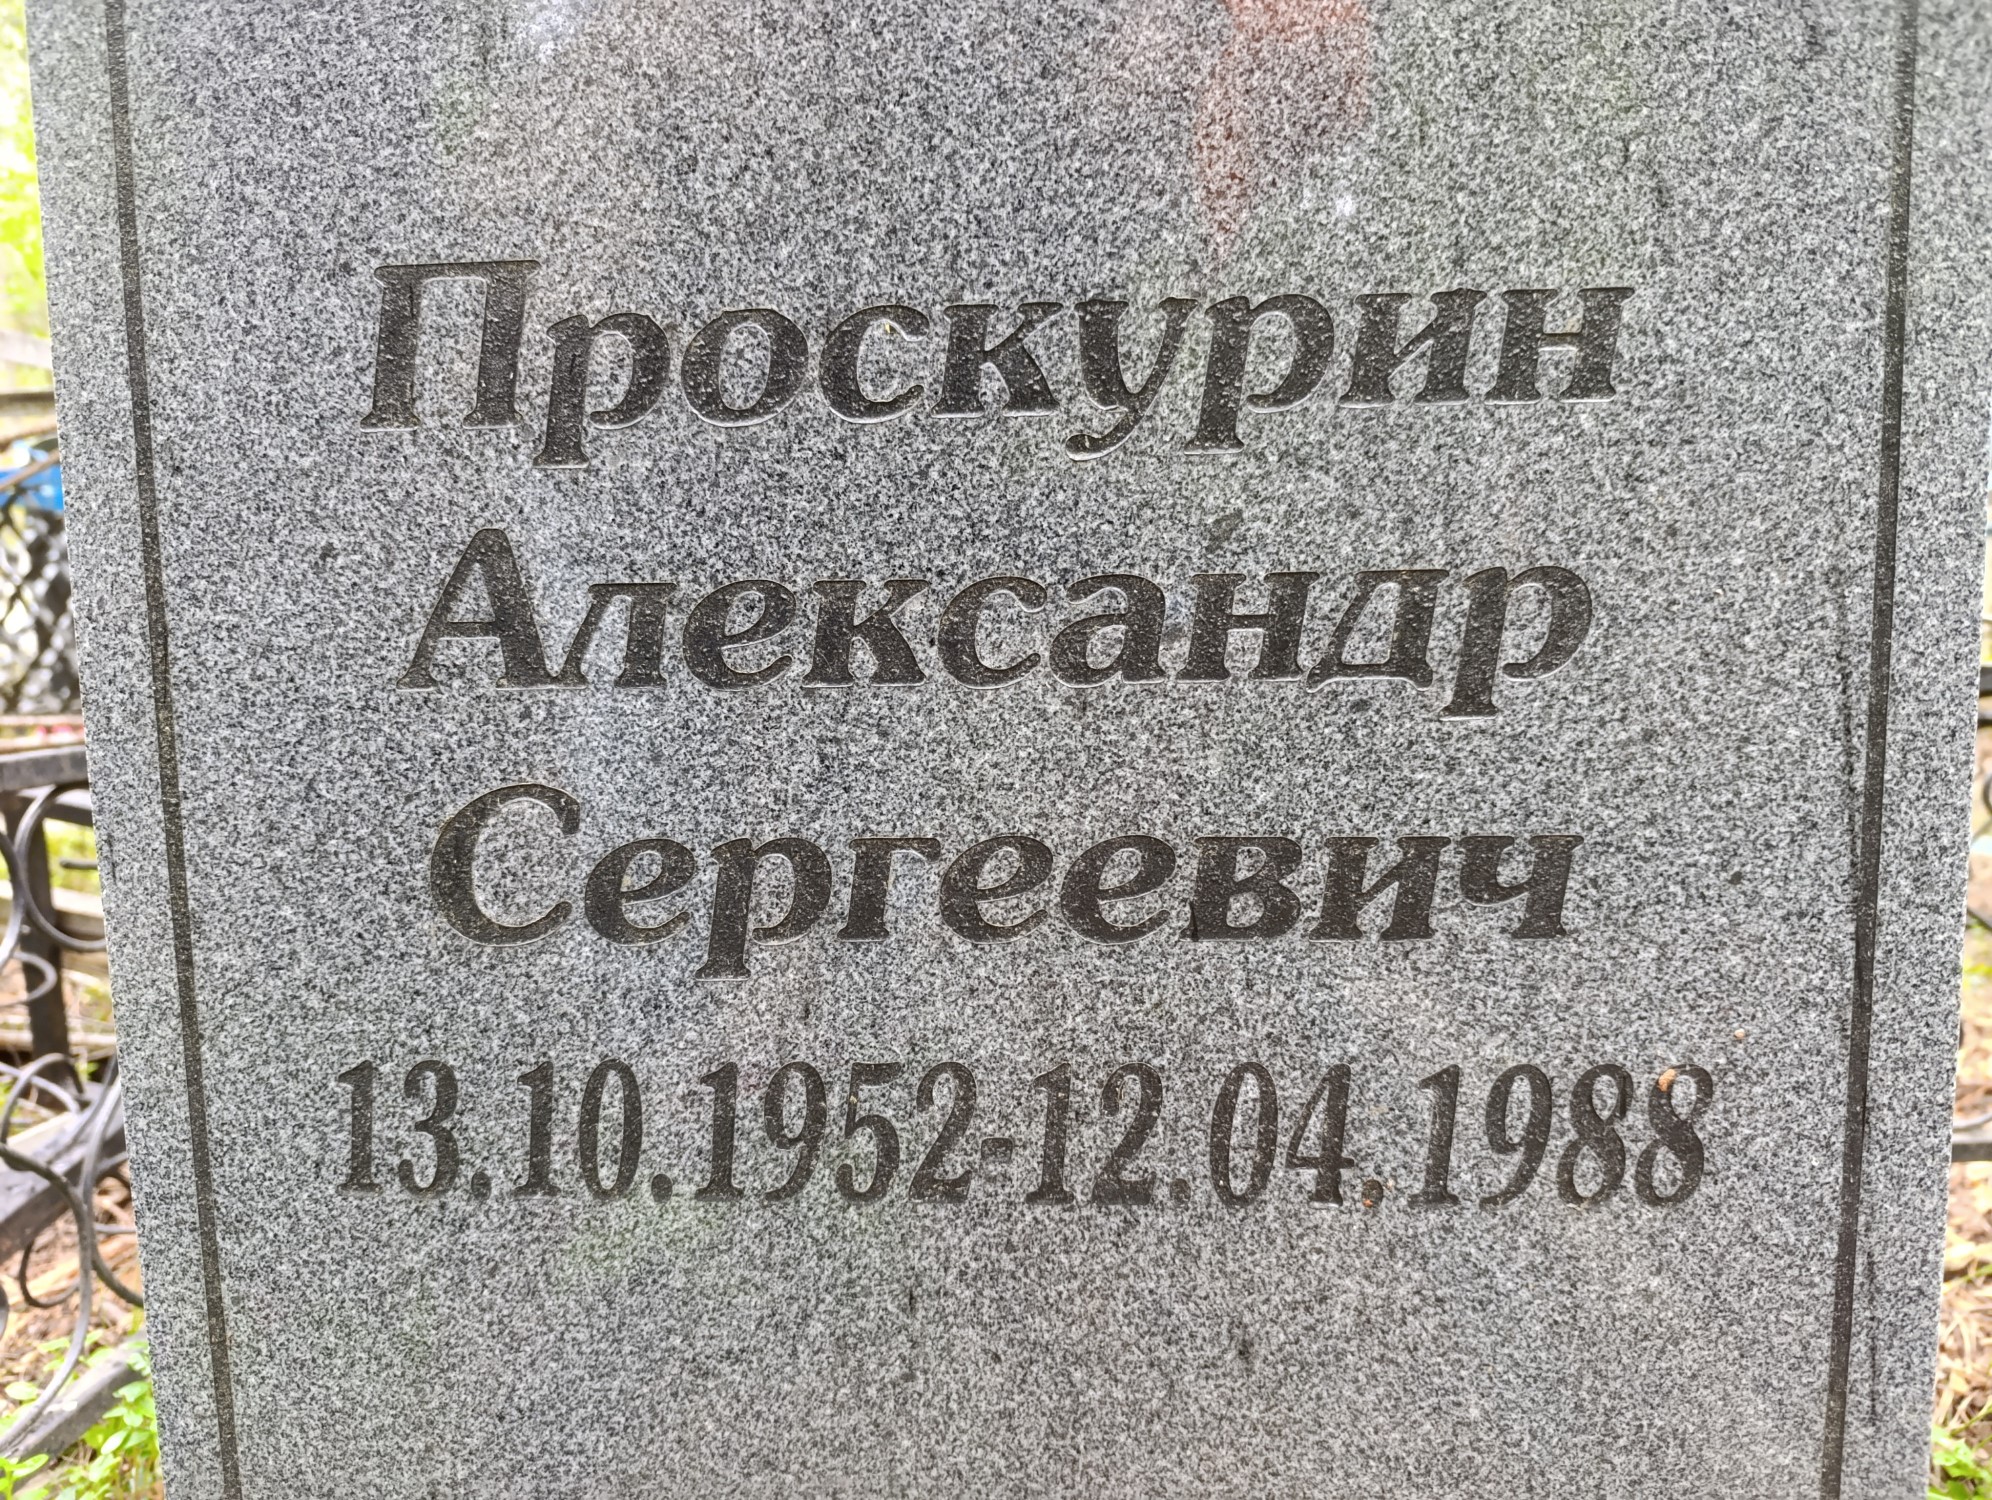 Проскурин
Александр
Сергеевич
13.10.1952-12.04.1988